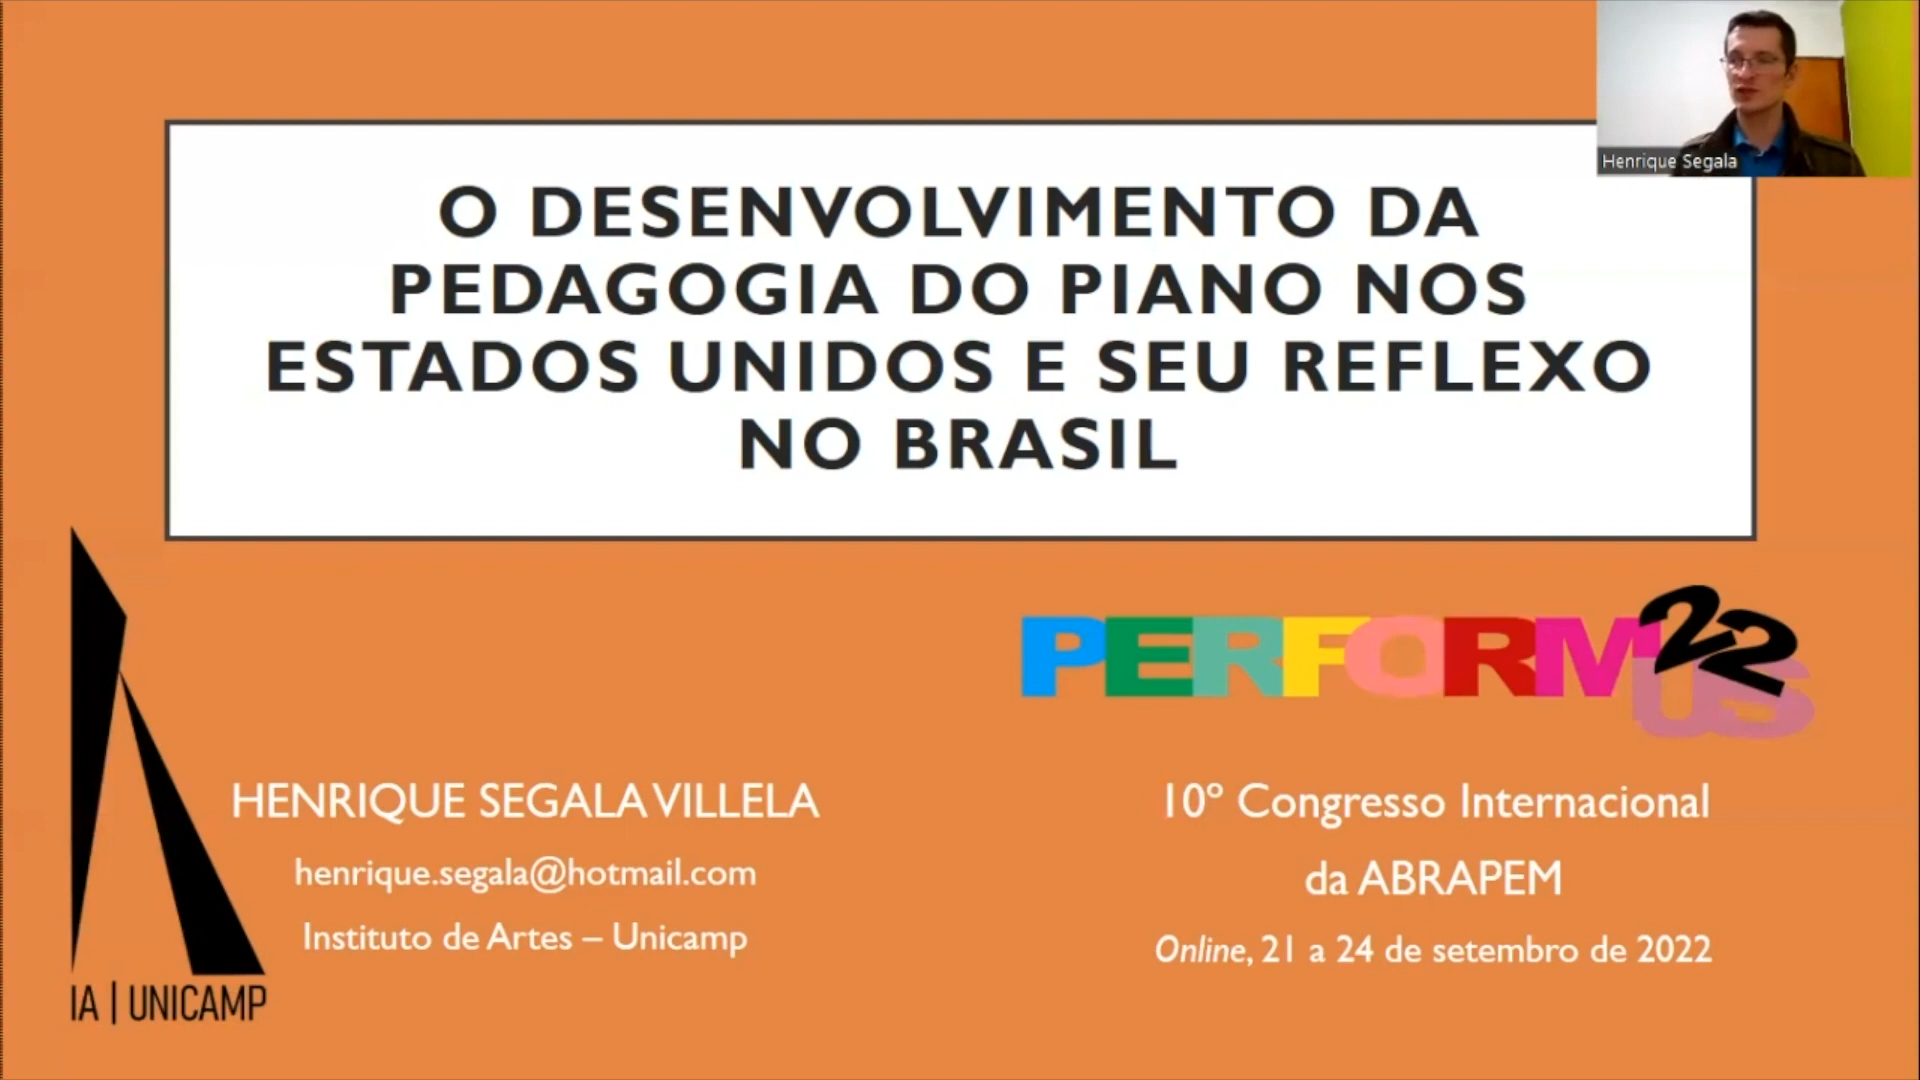 Henrique Segala
O DESENVOLVIMENTO DA
PEDAGOGIA DO PIANO NOS
ESTADOS UNIDOS E SEU REFLEXO
NO BRASIL
PERFORMUS
22
HENRIQUE SEGALA VILLELA
henrique.segala@hotmail.com
Instituto de Artes – Unicamp
IA | UNICAMP
10º Congresso Internacional
da ABRAPEM
Online, 21 a 24 de setembro de 2022